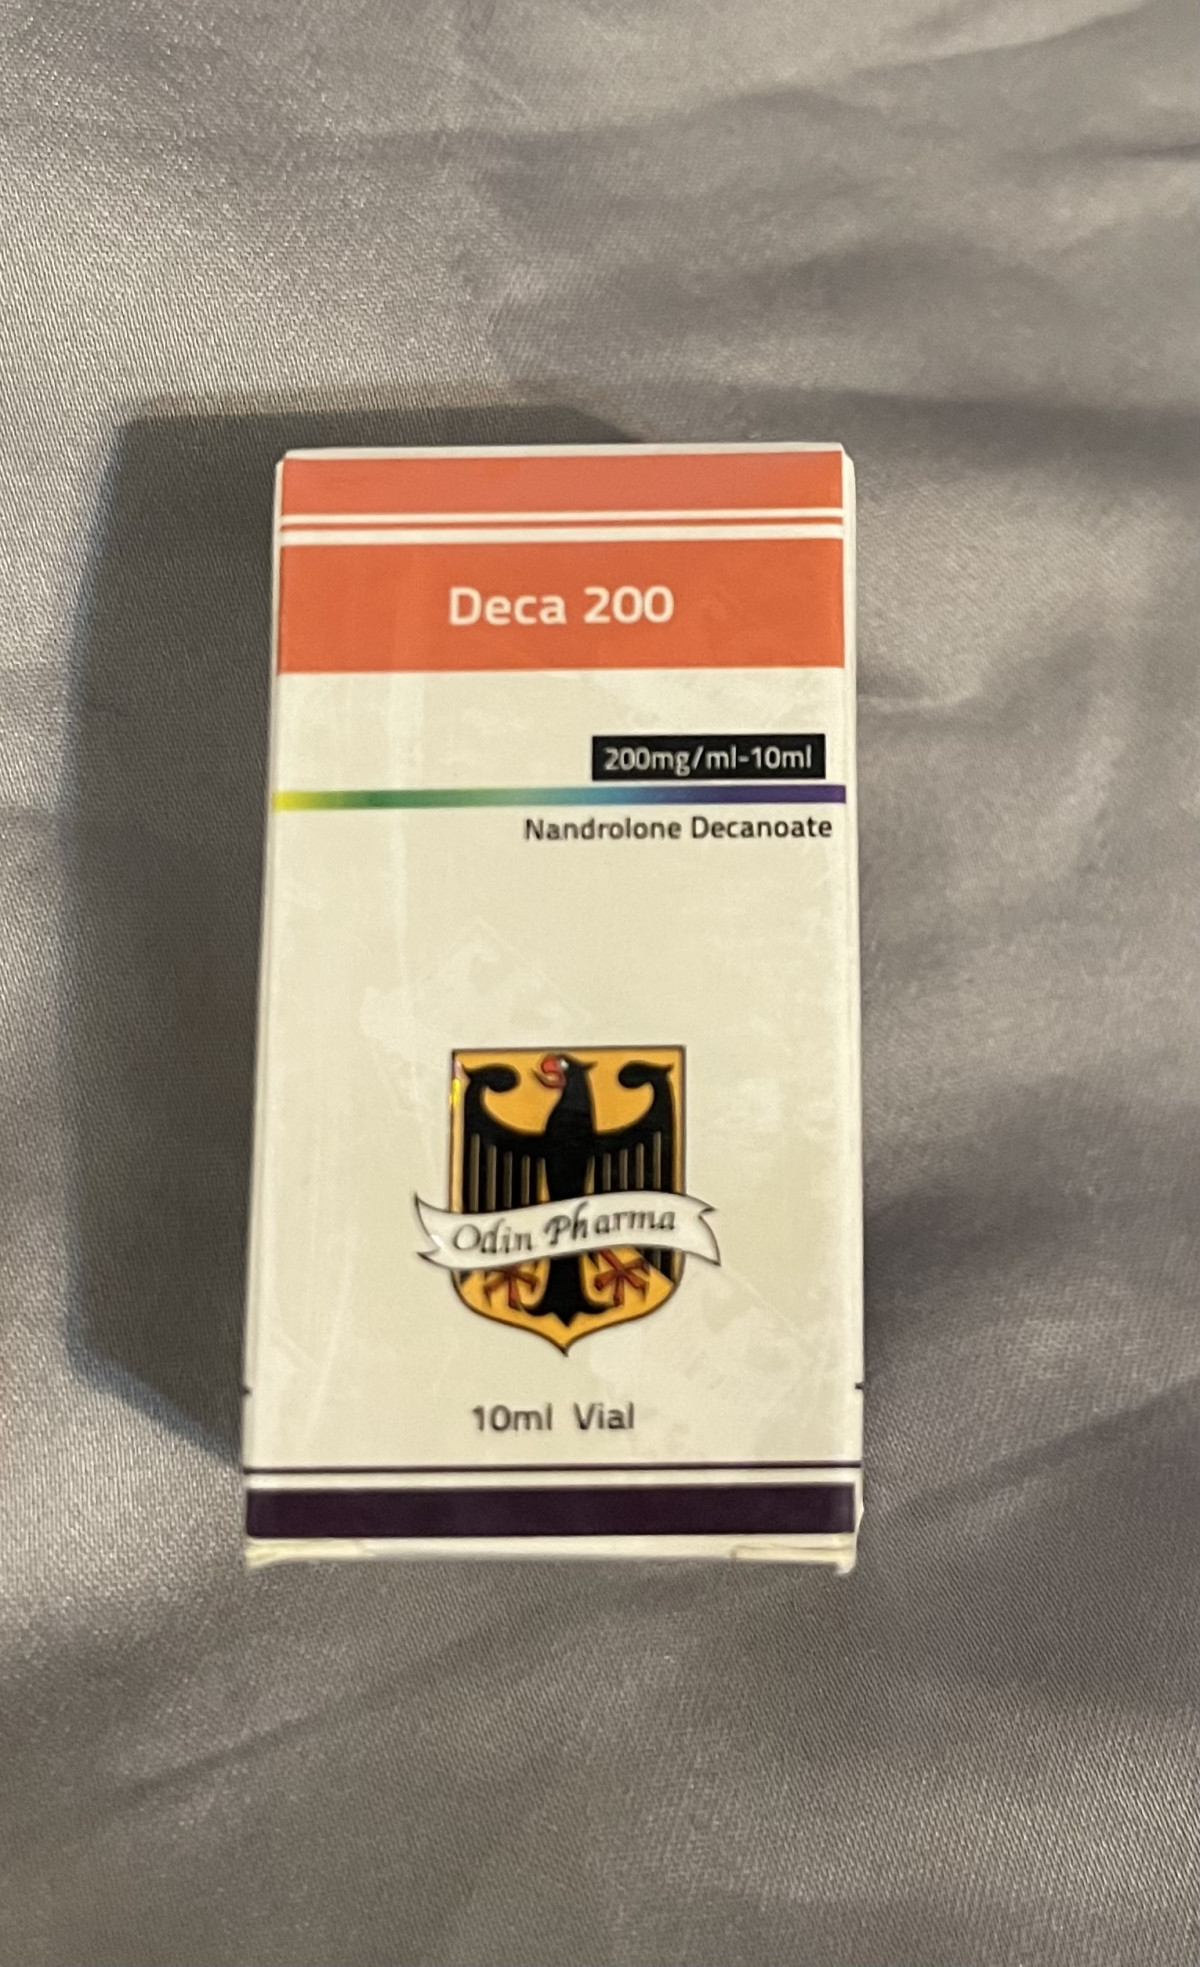 Deca 200
200mg/ml-10ml
Nandrolone Decanoate
Odin Pharma
10ml Vial